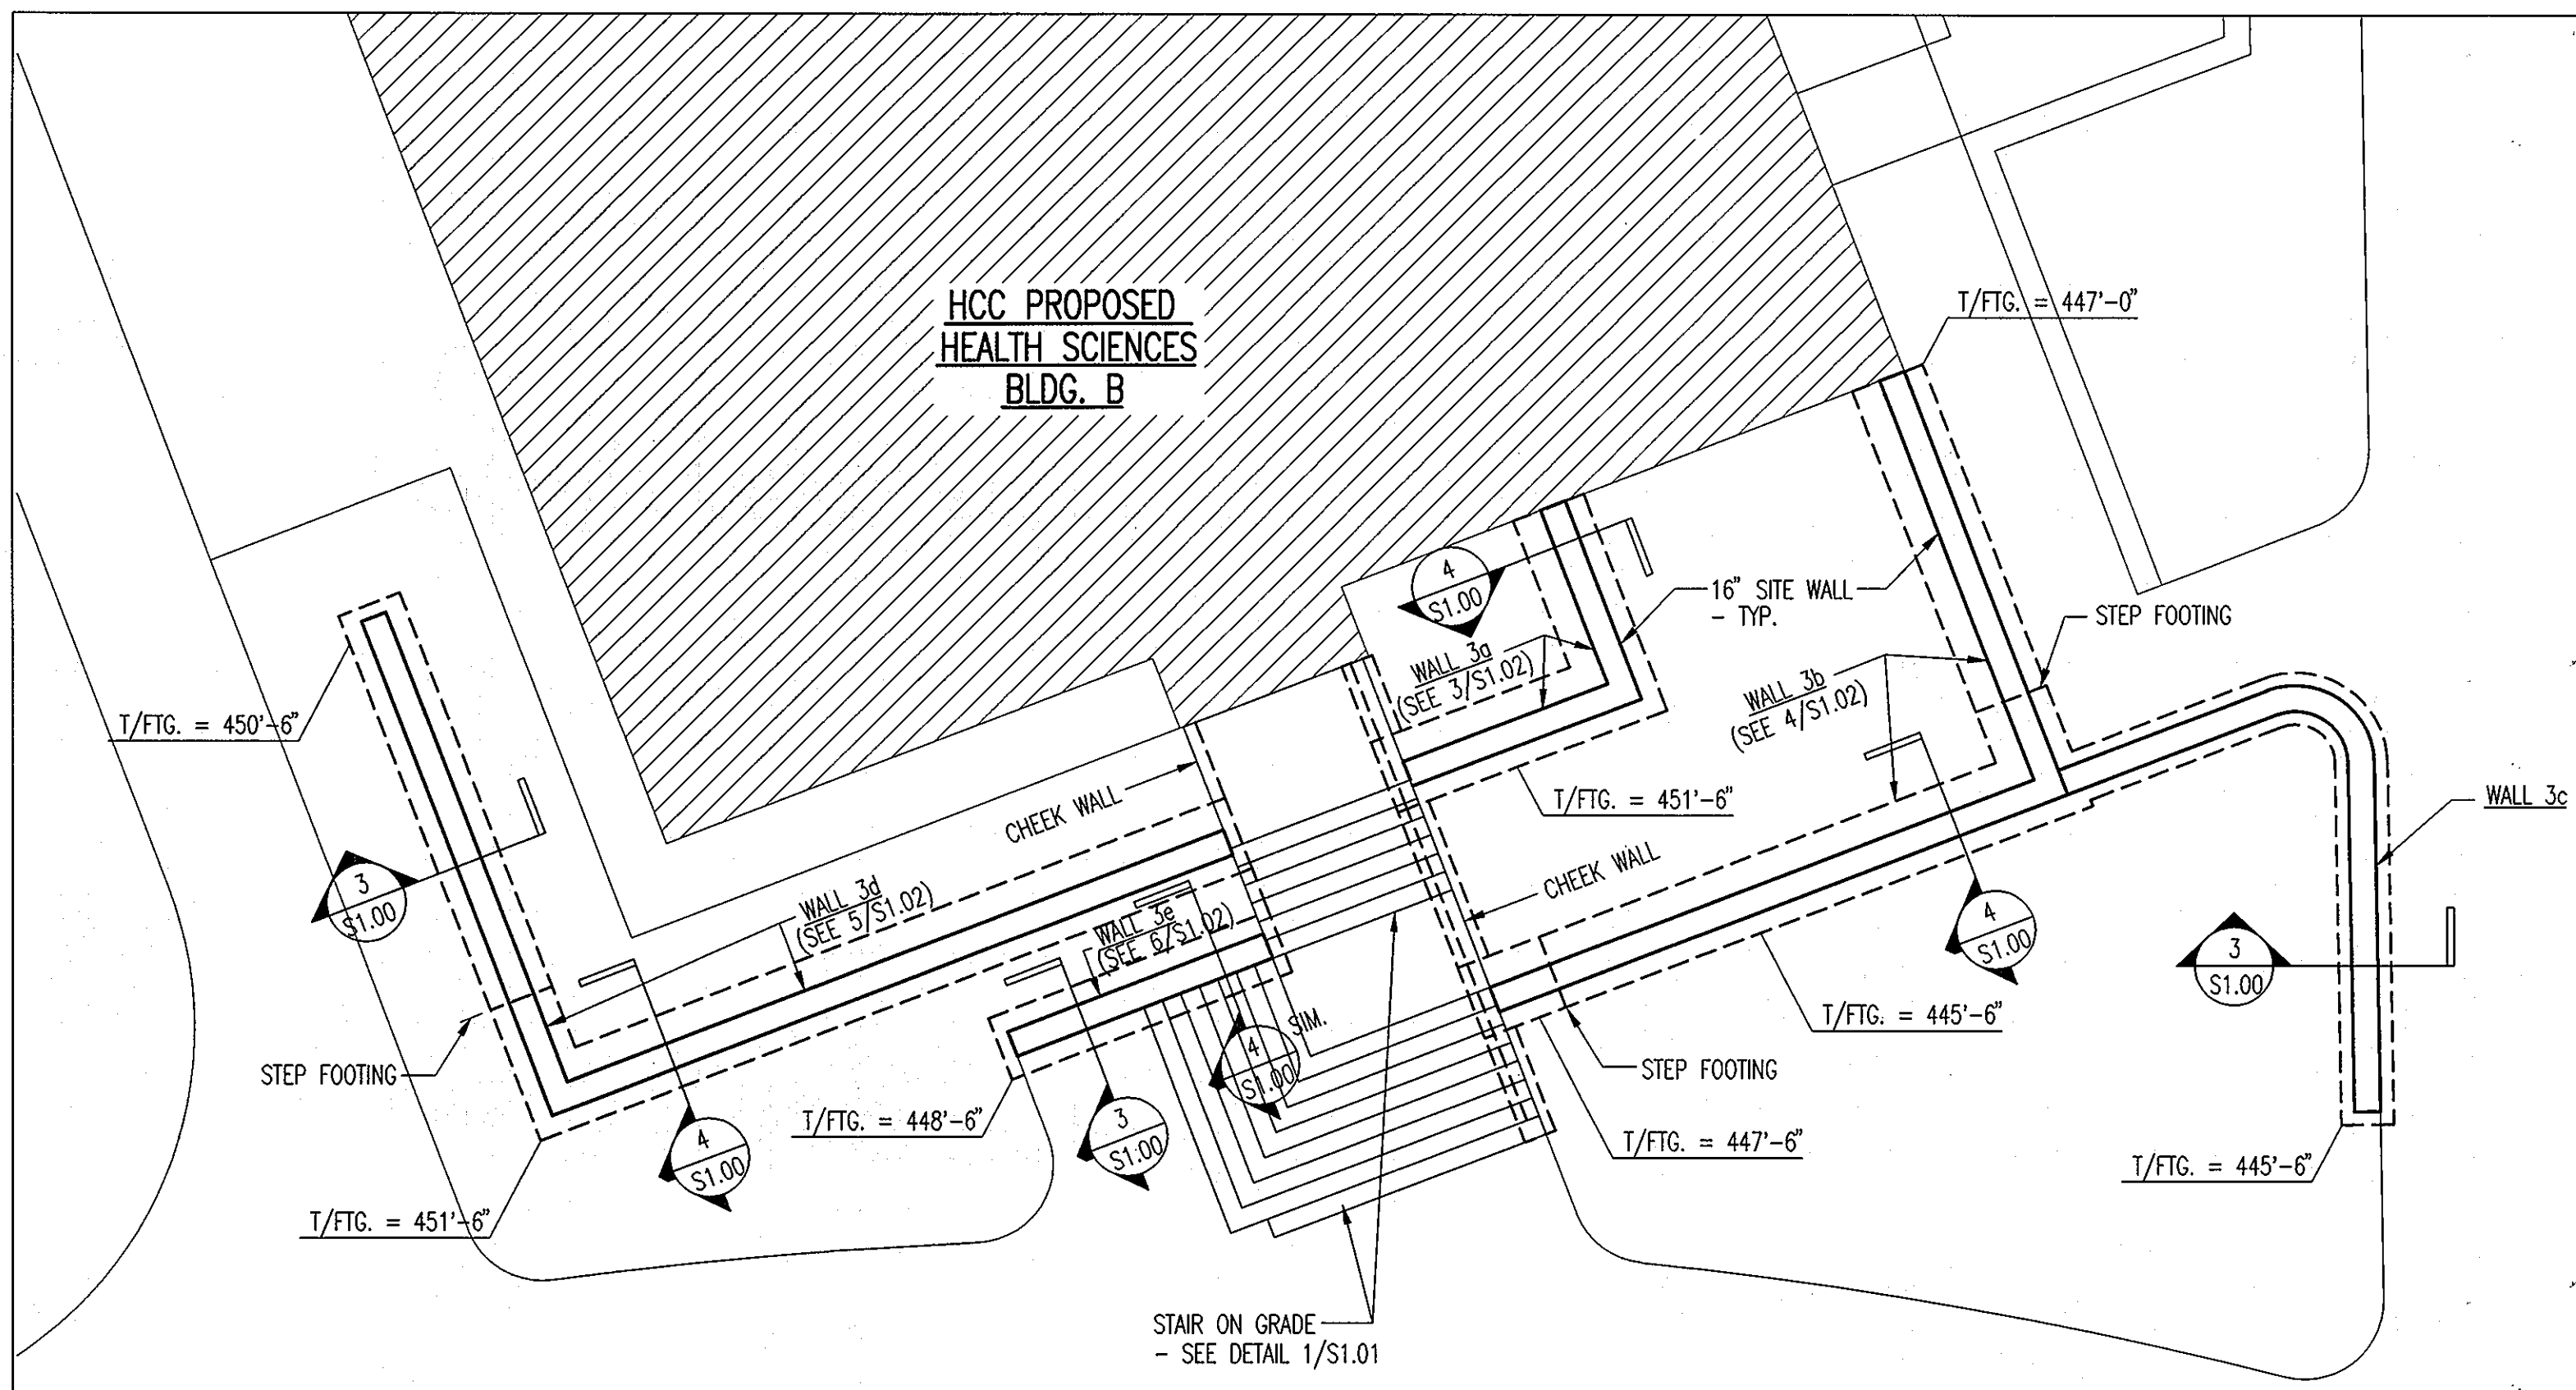 HCC PROPOSED
HEALTH SCIENCES
BLDG. B
T/FTG. = 447'-0"
4
S1.00
16" SITE WALL
- TYP.
STEP FOOTING
WALL 3a
(SEE 3/S1.02)
WALL 3b
(SEE 4/S1.02)
T/FTG. = 450'-6"
T/FTG. = 451'-6"
WALL 3c
CHEEK WALL
CHEEK WALL
3
S1.00
WALL 3d
(SEE 5/S1.02)
WALL 3e
(SEE 6/S1.02)
4
S1.00
3
S1.00
T/FTG. = 445'-6"
SIM.
4
S1.00
STEP FOOTING
STEP FOOTING
T/FTG. = 448'-6"
3
S1.00
4
S1.00
T/FTG. = 447'-6"
T/FTG. = 445'-6"
T/FTG. = 451'-6"
STAIR ON GRADE
- SEE DETAIL 1/S1.01